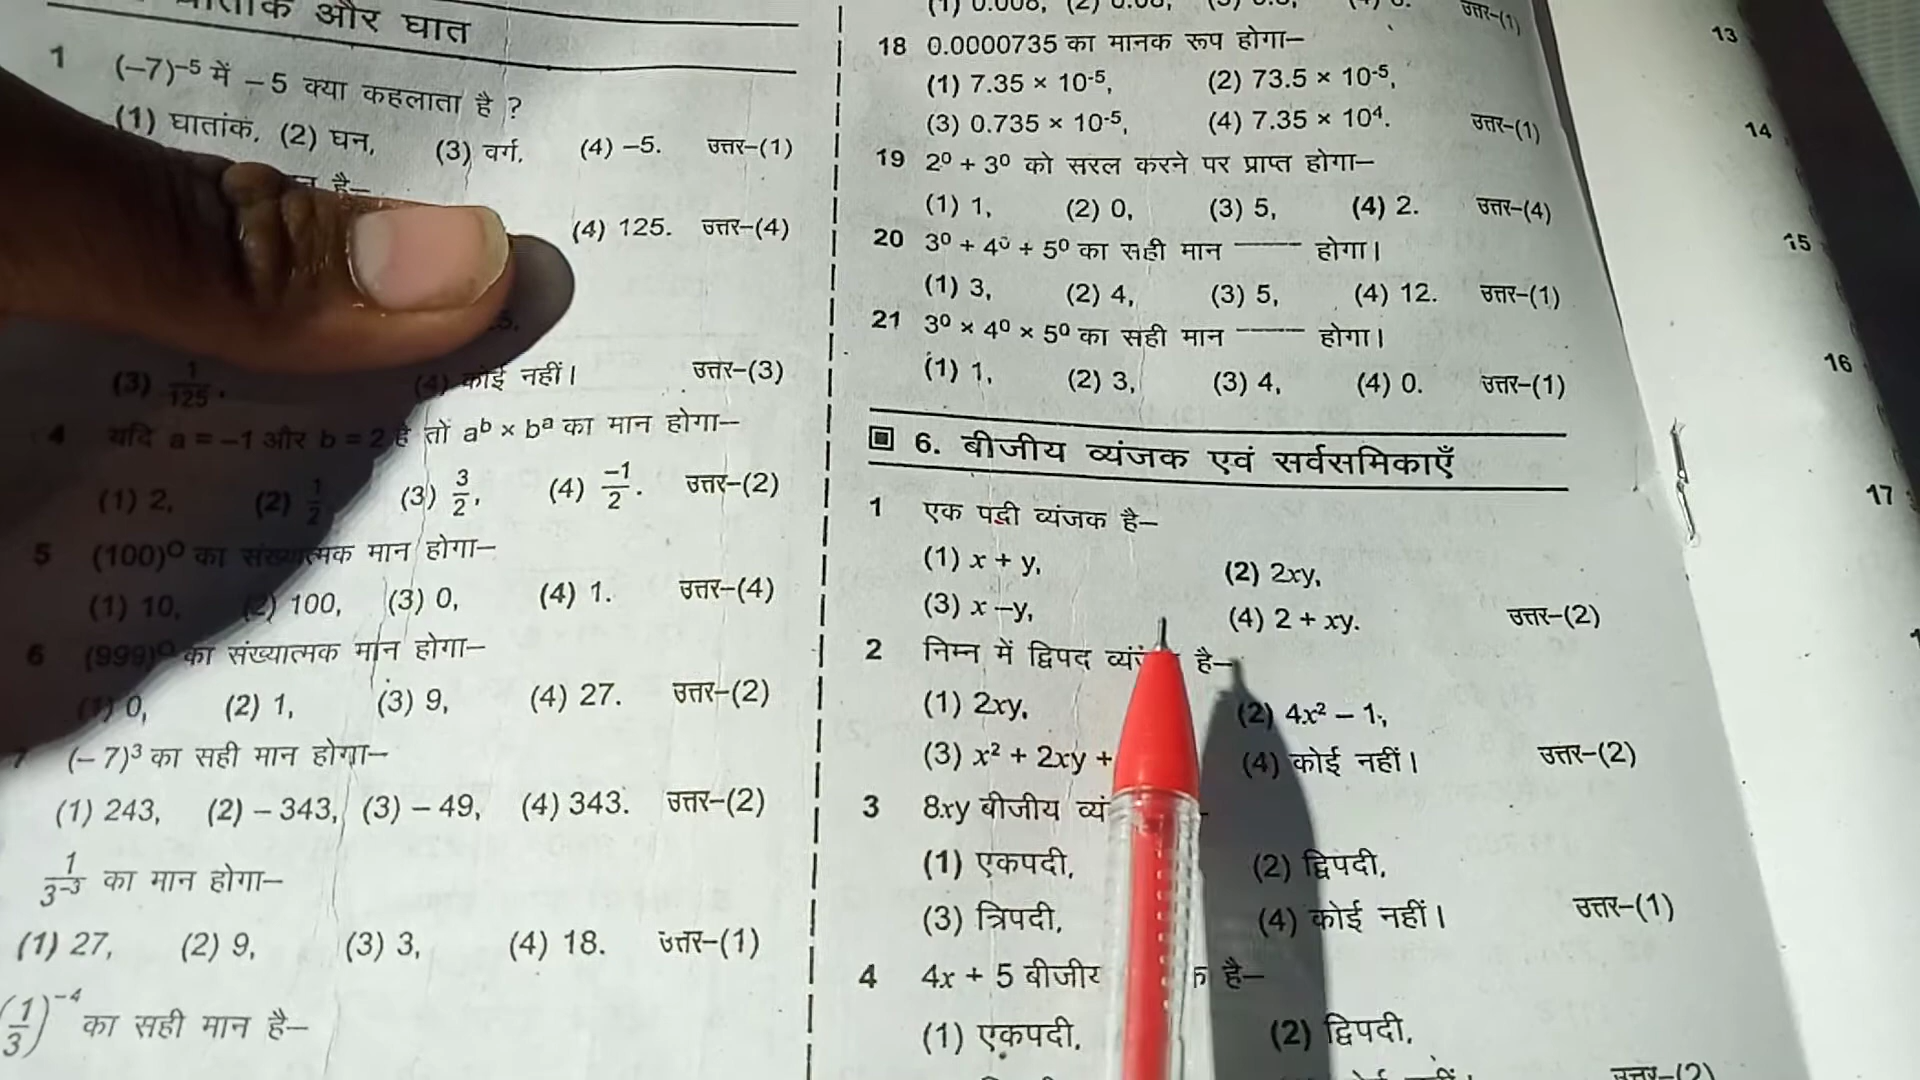 और घात
1 (–7)⁻⁵ में – 5 क्या कहलाता है ?
(1) घातांक, (2) घन, (3) वर्ग, (4) –5. उत्तर–(1)
है–
(4) 125. उत्तर–(4)
(3) 1/125. (4) कोई नहीं। उत्तर–(3)
4 यदि a = –1 और b = 2 है तो aᵇ × bᵃ का मान होगा–
(1) 2, (2) 1/2 (3) 3/2, (4) –1/2. उत्तर–(2)
5 (100)⁰ का संख्यात्मक मान होगा–
(1) 10, (2) 100, (3) 0, (4) 1. उत्तर–(4)
6 (999)⁰ का संख्यात्मक मान होगा–
(1) 0, (2) 1, (3) 9, (4) 27. उत्तर–(2)
7 (– 7)³ का सही मान होगा–
(1) 243, (2) – 343, (3) – 49, (4) 343. उत्तर–(2)
1/3⁻³ का मान होगा–
(1) 27, (2) 9, (3) 3, (4) 18. उत्तर–(1)
(1/3)⁻⁴ का सही मान है–
उत्तर–(1)
18 0.0000735 का मानक रूप होगा–
(1) 7.35 × 10⁻⁵, (2) 73.5 × 10⁻⁵,
(3) 0.735 × 10⁻⁵, (4) 7.35 × 10⁴. उत्तर–(1)
19 2⁰ + 3⁰ को सरल करने पर प्राप्त होगा–
(1) 1, (2) 0, (3) 5, (4) 2. उत्तर–(4)
20 3⁰ + 4⁰ + 5⁰ का सही मान ——— होगा।
(1) 3, (2) 4, (3) 5, (4) 12. उत्तर–(1)
21 3⁰ × 4⁰ × 5⁰ का सही मान ——— होगा।
(1) 1, (2) 3, (3) 4, (4) 0. उत्तर–(1)
6. बीजीय व्यंजक एवं सर्वसमिकाएँ
1 एक पदी व्यंजक है–
(1) x + y, (2) 2xy,
(3) x –y, (4) 2 + xy. उत्तर–(2)
2 निम्न में द्विपद है–
(1) 2xy, (2) 4x² – 1,
(3) x² + 2xy + (4) कोई नहीं। उत्तर–(2)
3 8xy बीजीय
(1) एकपदी, (2) द्विपदी,
(3) त्रिपदी, (4) कोई नहीं। उत्तर–(1)
4 4x + 5 है–
(1) एकपदी, (2) द्विपदी,
उत्तर–(2)
13
14
15
16
17